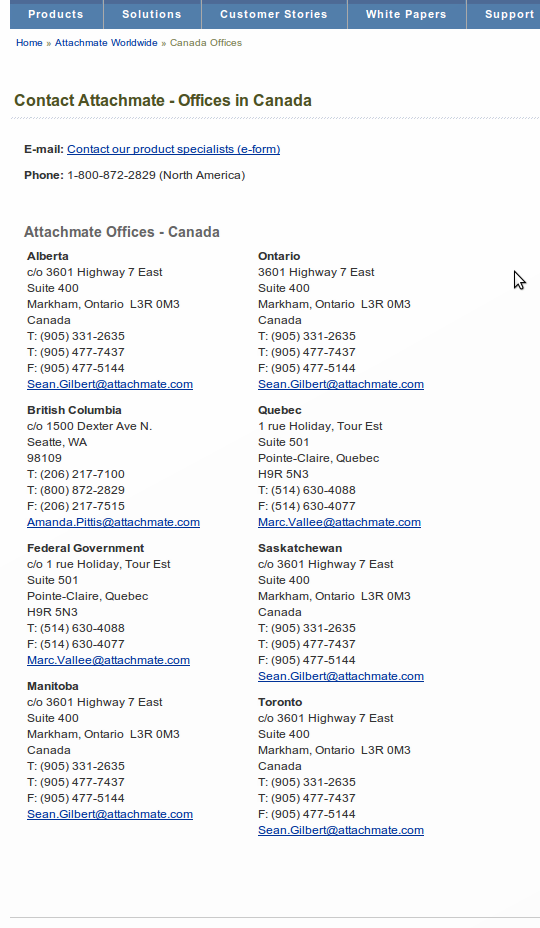 Products Solutions Customer Stories White Papers Support
Home » Attachmate Worldwide » Canada Offices
Contact Attachmate - Offices in Canada
E-mail: Contact our product specialists (e-form)
Phone: 1-800-872-2829 (North America)
Attachmate Offices - Canada
Alberta
c/o 3601 Highway 7 East
Suite 400
Markham, Ontario L3R 0M3
Canada
T: (905) 331-2635
T: (905) 477-7437
F: (905) 477-5144
Sean.Gilbert@attachmate.com
British Columbia
c/o 1500 Dexter Ave N.
Seatte, WA
98109
T: (206) 217-7100
T: (800) 872-2829
F: (206) 217-7515
Amanda.Pittis@attachmate.com
Federal Government
c/o 1 rue Holiday, Tour Est
Suite 501
Pointe-Claire, Quebec
H9R 5N3
T: (514) 630-4088
F: (514) 630-4077
Marc.Vallee@attachmate.com
Manitoba
c/o 3601 Highway 7 East
Suite 400
Markham, Ontario L3R 0M3
Canada
T: (905) 331-2635
T: (905) 477-7437
F: (905) 477-5144
Sean.Gilbert@attachmate.com
Ontario
3601 Highway 7 East
Suite 400
Markham, Ontario L3R 0M3
Canada
T: (905) 331-2635
T: (905) 477-7437
F: (905) 477-5144
Sean.Gilbert@attachmate.com
Quebec
1 rue Holiday, Tour Est
Suite 501
Pointe-Claire, Quebec
H9R 5N3
T: (514) 630-4088
F: (514) 630-4077
Marc.Vallee@attachmate.com
Saskatchewan
c/o 3601 Highway 7 East
Suite 400
Markham, Ontario L3R 0M3
Canada
T: (905) 331-2635
T: (905) 477-7437
F: (905) 477-5144
Sean.Gilbert@attachmate.com
Toronto
c/o 3601 Highway 7 East
Suite 400
Markham, Ontario L3R 0M3
Canada
T: (905) 331-2635
T: (905) 477-7437
F: (905) 477-5144
Sean.Gilbert@attachmate.com